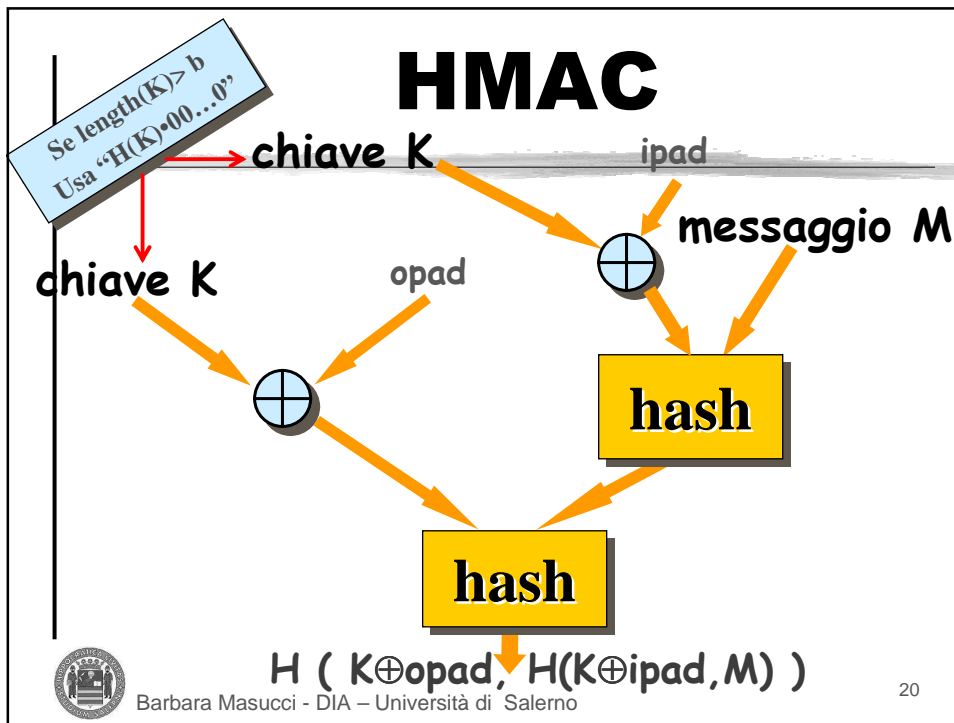 HMAC
Se length(K)> b
Usa “H(K)•00…0”
chiave K
ipad
messaggio M
chiave K
opad
hash
hash
H ( K⊕opad, H(K⊕ipad,M) )
Barbara Masucci - DIA – Università di Salerno
20